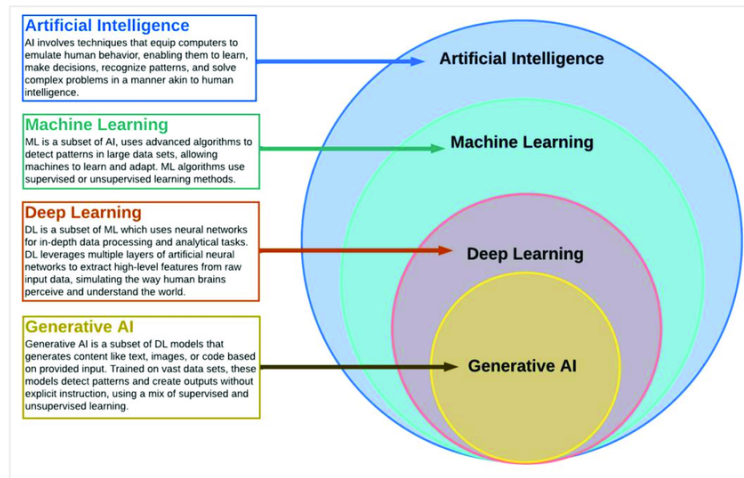 Artificial Intelligence
AI involves techniques that equip computers to
emulate human behavior, enabling them to learn,
make decisions, recognize patterns, and solve
complex problems in a manner akin to human
intelligence.
Machine Learning
ML is a subset of AI, uses advanced algorithms to
detect patterns in large data sets, allowing
machines to learn and adapt. ML algorithms use
supervised or unsupervised learning methods.
Deep Learning
DL is a subset of ML which uses neural networks
for in-depth data processing and analytical tasks.
DL leverages multiple layers of artificial neural
networks to extract high-level features from raw
input data, simulating the way human brains
perceive and understand the world.
Generative AI
Generative AI is a subset of DL models that
generates content like text, images, or code based
on provided input. Trained on vast data sets, these
models detect patterns and create outputs without
explicit instruction, using a mix of supervised and
unsupervised learning.
Artificial Intelligence
Machine Learning
Deep Learning
Generative AI